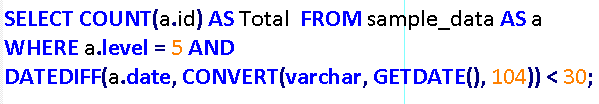 SELECT COUNT(a.id) AS Total FROM sample_data AS a
WHERE a.level = 5 AND
DATEDIFF(a.date, CONVERT(varchar, GETDATE(), 104)) < 30;